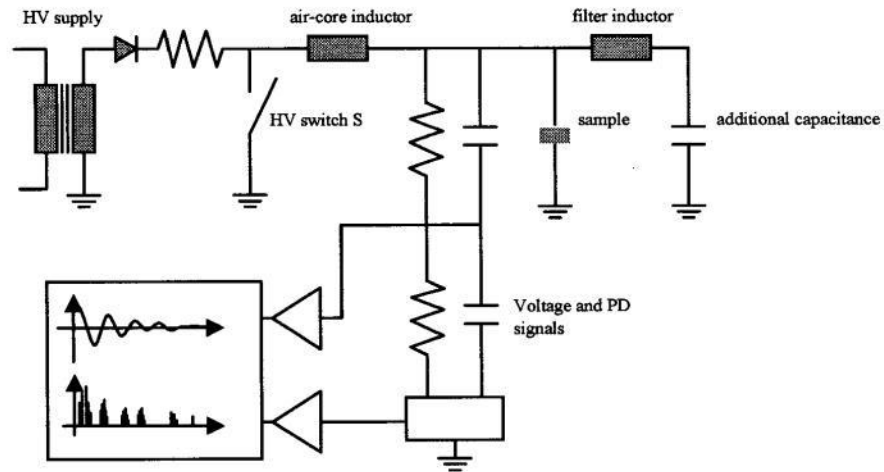 HV supply
air-core inductor
filter inductor
HV switch S
sample
additional capacitance
Voltage and PD
signals